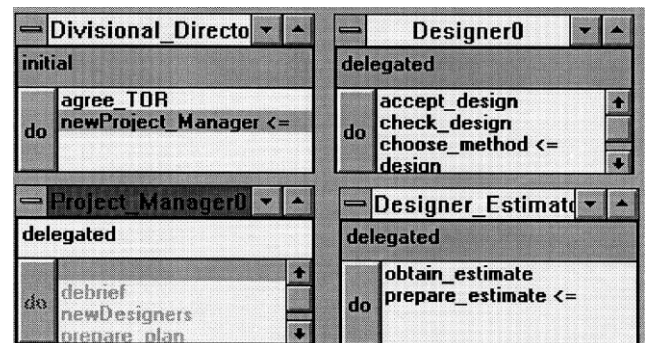 Divisional_Directo
initial
do
agree_TOR
newProject_Manager <=
Designer0
delegated
do
accept_design
check_design
choose_method <=
design
Project_Manager0
delegated
do
debrief
newDesigners
prepare_plan
Designer_Estimato
delegated
do
obtain_estimate
prepare_estimate <=